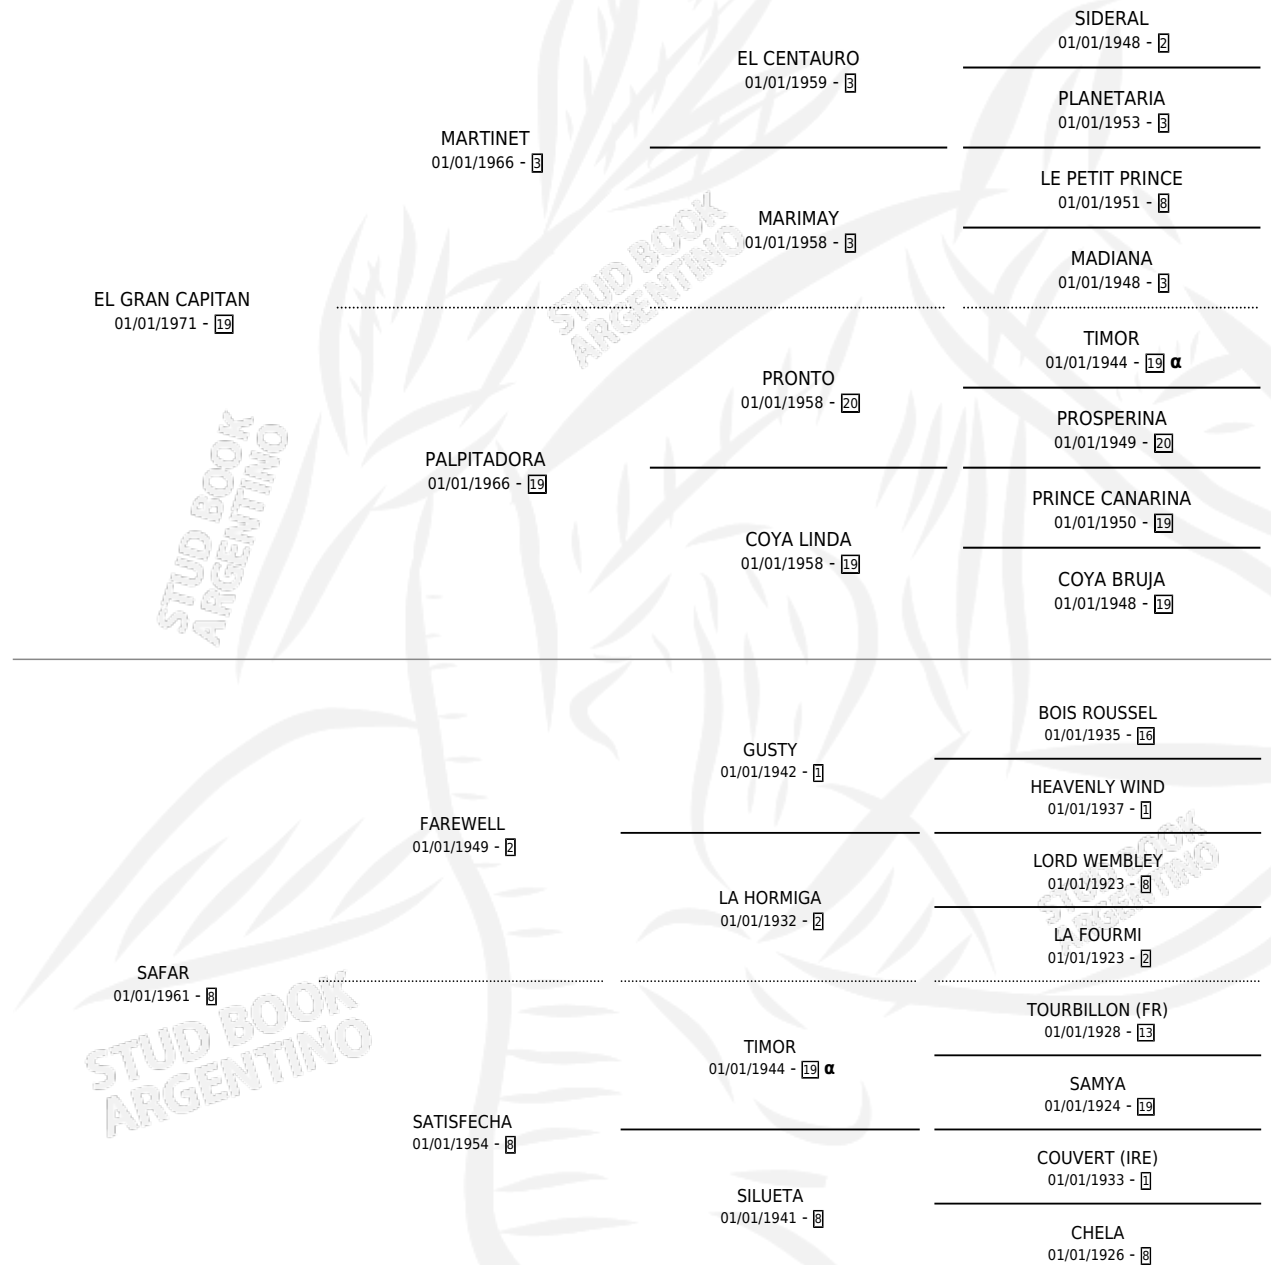 SIDERAL
01/01/1948 - 2
EL CENTAURO
01/01/1959 - 3
PLANETARIA
01/01/1953 - 3
MARTINET
01/01/1966 - 3
LE PETIT PRINCE
01/01/1951 - 8
MARIMAY
01/01/1958 - 3
MADIANA
01/01/1948 - 3
EL GRAN CAPITAN
01/01/1971 - 19
TIMOR
01/01/1944 - 19 α
PRONTO
01/01/1958 - 20
PROSPERINA
01/01/1949 - 20
PALPITADORA
01/01/1966 - 19
PRINCE CANARINA
01/01/1950 - 19
COYA LINDA
01/01/1958 - 19
COYA BRUJA
01/01/1948 - 19
BOIS ROUSSEL
01/01/1935 - 16
GUSTY
01/01/1942 - 1
HEAVENLY WIND
01/01/1937 - 1
FAREWELL
01/01/1949 - 2
LORD WEMBLEY
01/01/1923 - 8
LA HORMIGA
01/01/1932 - 2
LA FOURMI
01/01/1923 - 2
SAFAR
01/01/1961 - 8
TOURBILLON (FR)
01/01/1928 - 13
TIMOR
01/01/1944 - 19 α
SAMYA
01/01/1924 - 19
SATISFECHA
01/01/1954 - 8
COUVERT (IRE)
01/01/1933 - 1
SILUETA
01/01/1941 - 8
CHELA
01/01/1926 - 8
STUD BOOK
ARGENTINO
STUD BOOK
ARGENTINO
STUD BOOK
ARGENTINO
STUD BOOK
ARGENTINO